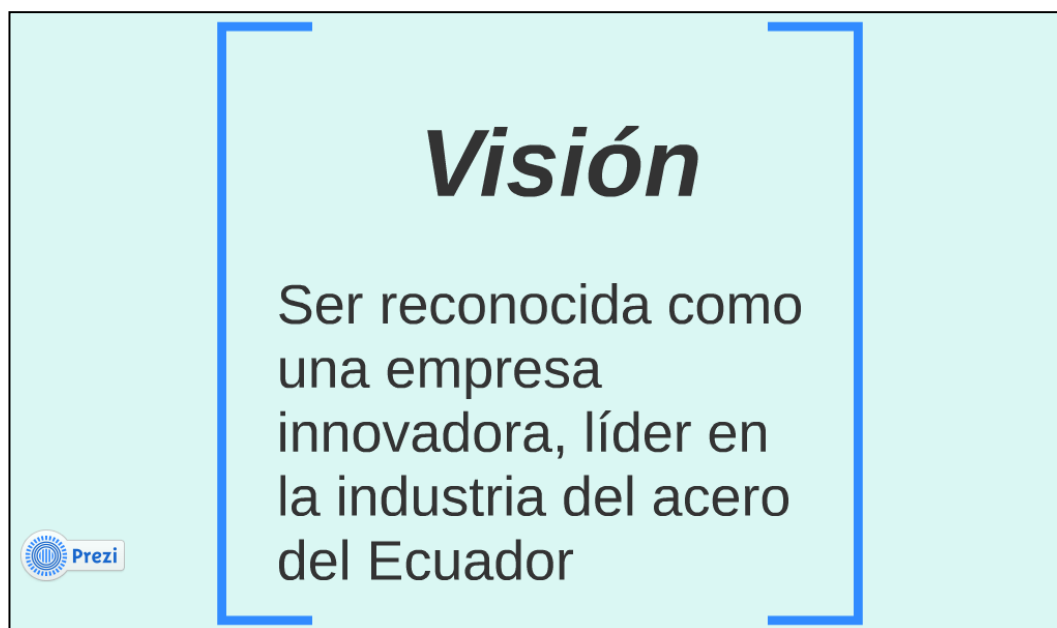 Visión
Ser reconocida como
una empresa
innovadora, líder en
la industria del acero
del Ecuador
Prezi